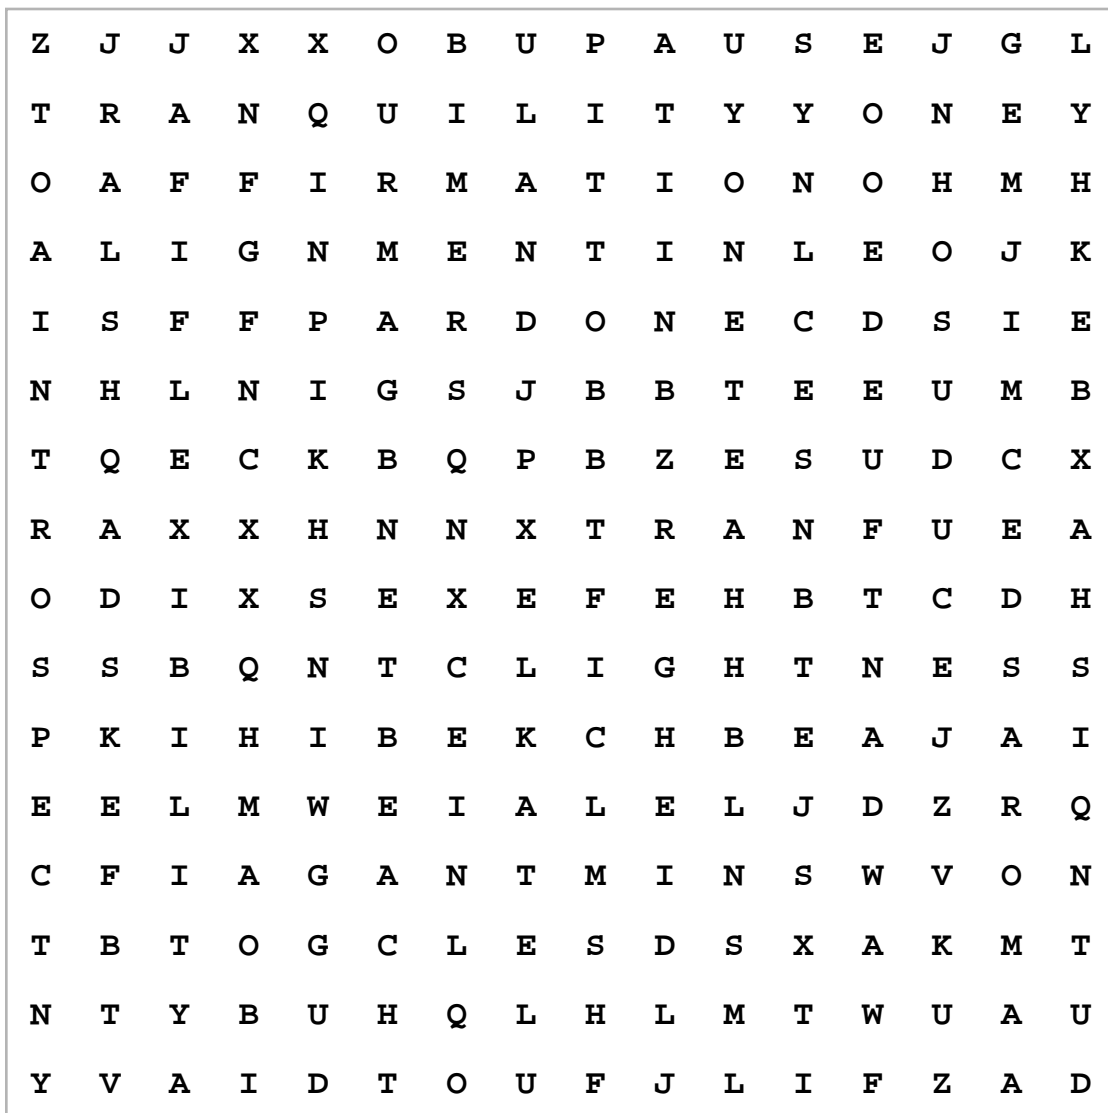 Z J J X X O B U P A U S E J G L
T R A N Q U I L I T Y Y O N E Y
O A F F I R M A T I O N O H M H
A L I G N M E N T I N L E O J K
I S F F P A R D O N E C D S I E
N H L N I G S J B B T E E U M B
T Q E C K B Q P B Z E S U D C X
R A X X H N N X T R A N F U E A
O D I X S E X E F E H B T C D H
S S B Q N T C L I G H T N E S S
P K I H I B E K C H B E A J A I
E E L M W E I A L E L J D Z R Q
C F I A G A N T M I N S W V O N
T B T O G C L E S D S X A K M T
N T Y B U H Q L H L M T W U A U
Y V A I D T O U F J L I F Z A D